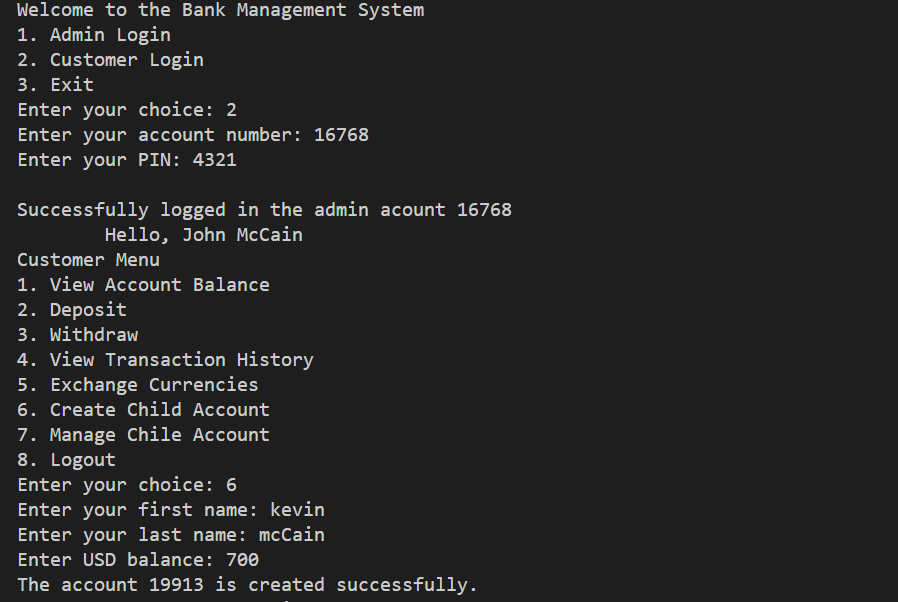 Welcome to the Bank Management System
1. Admin Login
2. Customer Login
3. Exit
Enter your choice: 2
Enter your account number: 16768
Enter your PIN: 4321
Successfully logged in the admin acount 16768
Hello, John McCain
Customer Menu
1. View Account Balance
2. Deposit
3. Withdraw
4. View Transaction History
5. Exchange Currencies
6. Create Child Account
7. Manage Chile Account
8. Logout
Enter your choice: 6
Enter your first name: kevin
Enter your last name: mcCain
Enter USD balance: 700
The account 19913 is created successfully.